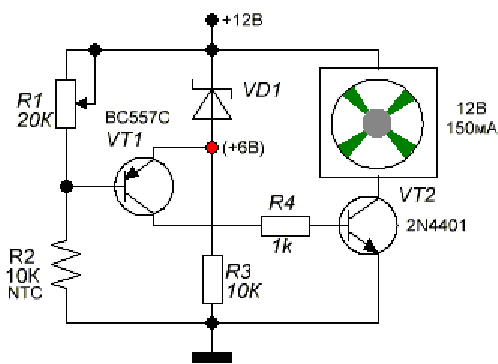 +12В
R1
20K
BC557C
VT1
VD1
(+6В)
12В
150мА
VT2
2N4401
R4
1k
R2
10K
NTC
R3
10K